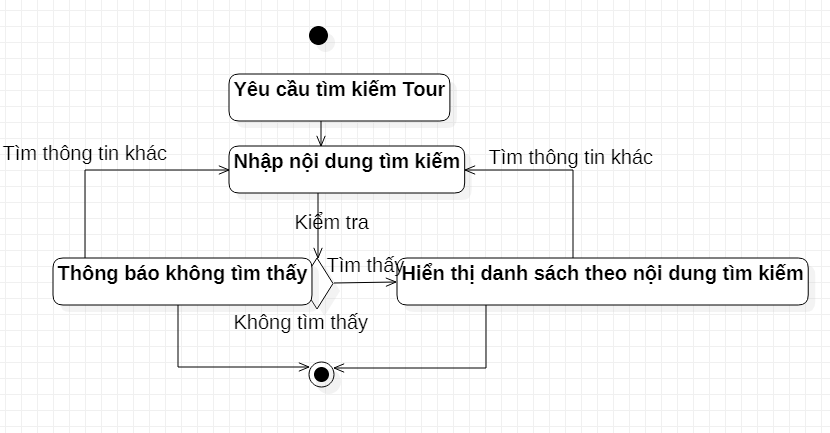 Yêu cầu tìm kiếm Tour
Tìm thông tin khác
Nhập nội dung tìm kiếm
Tìm thông tin khác
Kiểm tra
Tìm thấy
Thông báo không tìm thấy
Hiển thị danh sách theo nội dung tìm kiếm
Không tìm thấy